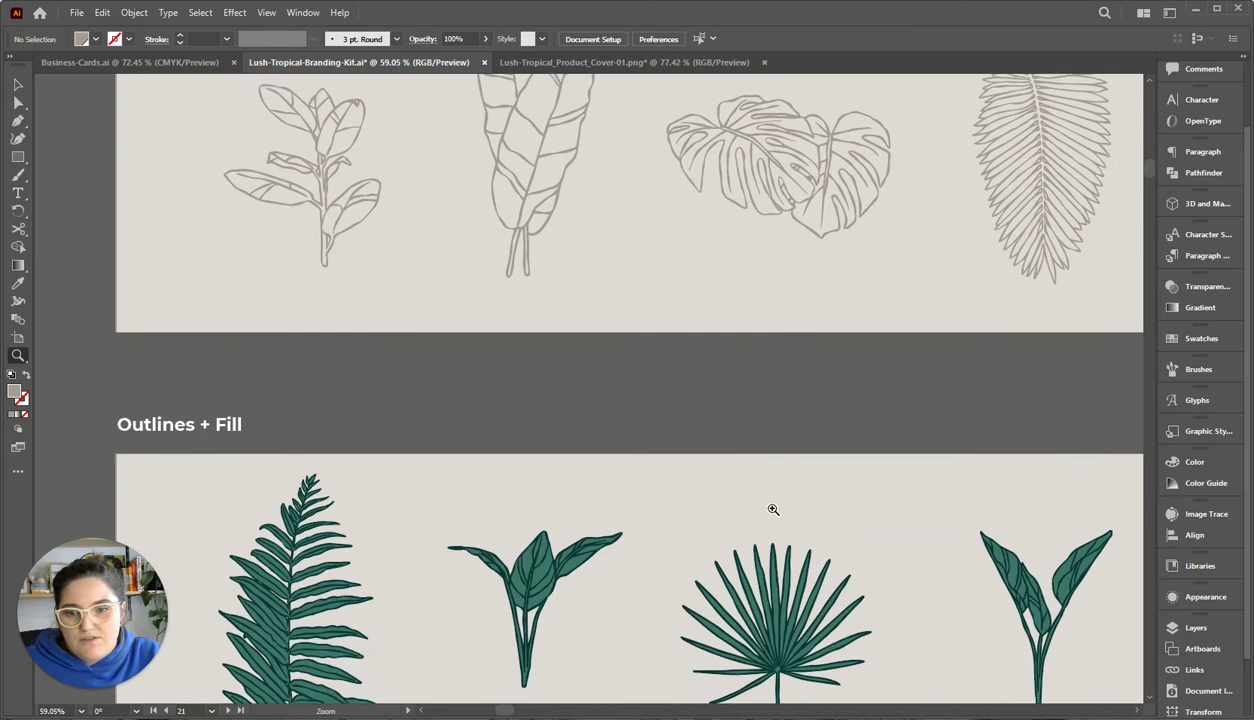 Ai File Edit Object Type Select Effect View Window Help
No Selection Stroke: 3 pt. Round Opacity: 100% Style: Document Setup Preferences
Business-Cards.ai @ 72.45 % (CMYK/Preview) Lush-Tropical-Branding-Kit.ai* @ 59.05 % (RGB/Preview) Lush-Tropical_Product_Cover-01.png* @ 77.42 % (RGB/Preview)
Comments
Character
OpenType
Paragraph
Pathfinder
3D and Ma...
Character S...
Paragraph ...
Transparen...
Gradient
Swatches
Brushes
Glyphs
Graphic Sty...
Color
Color Guide
Image Trace
Align
Libraries
Appearance
Layers
Artboards
Links
Document I...
Transform
Outlines + Fill
59.05% 0° 21 Zoom